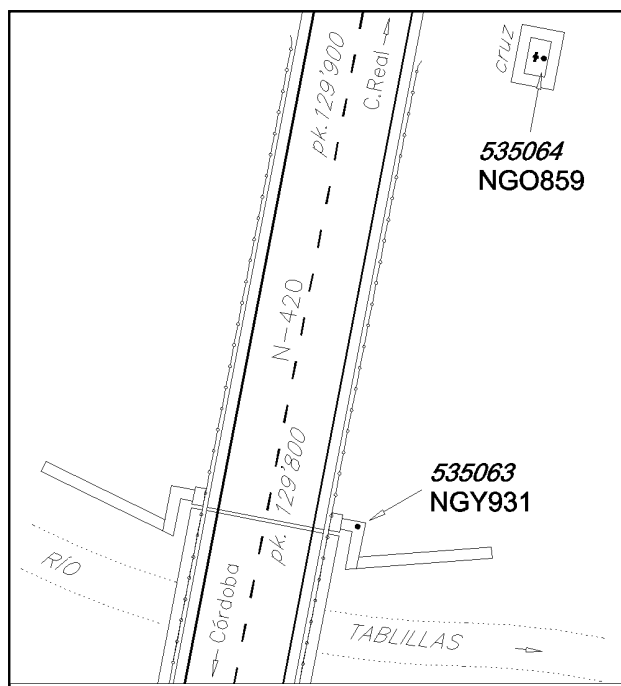 pk. 129'900
C.Real
cruz
535064
NGO859
N-420
pk. 129'800
535063
NGY931
RÍO
Córdoba
TABLILLAS